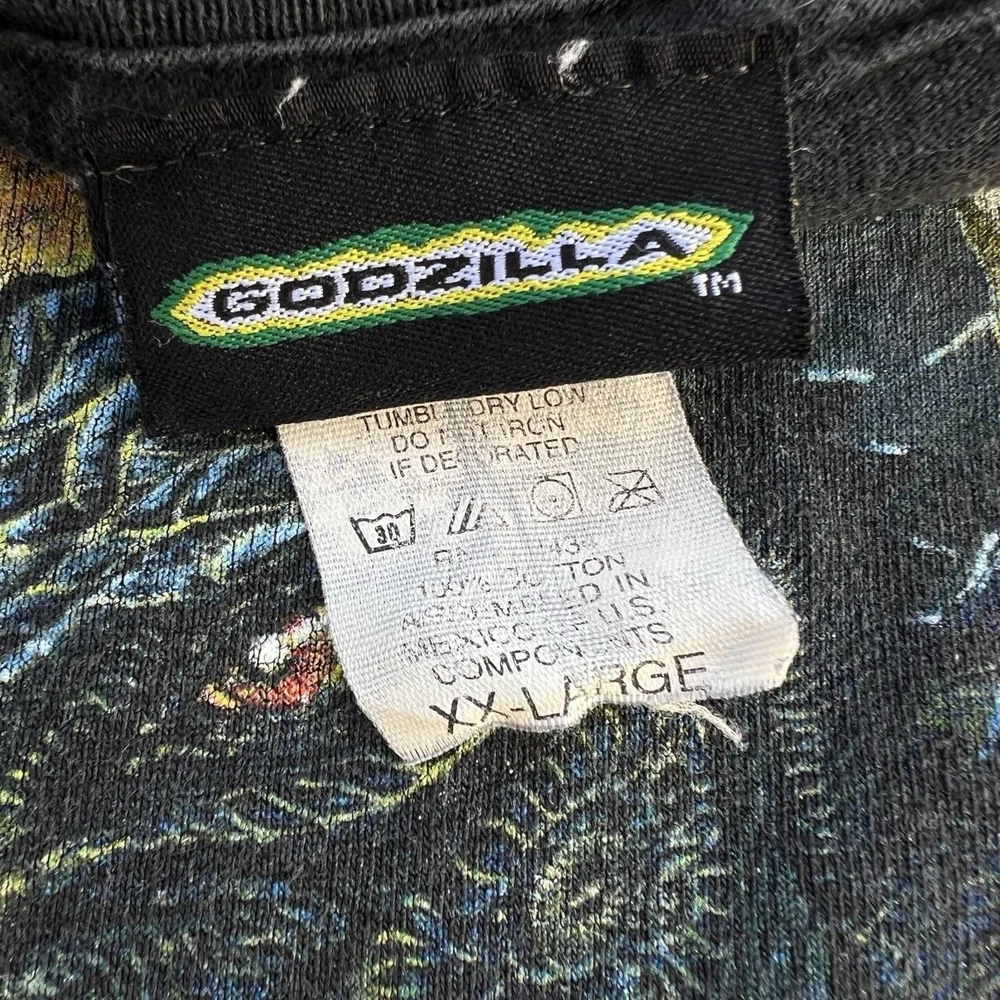 GODZILLA
TM
TUMBLE DRY LOW
DO NOT IRON
IF DECORATED
30
100% COTTON
ASSEMBLED IN
MEXICO OF U.S.
COMPONENTS
XX-LARGE